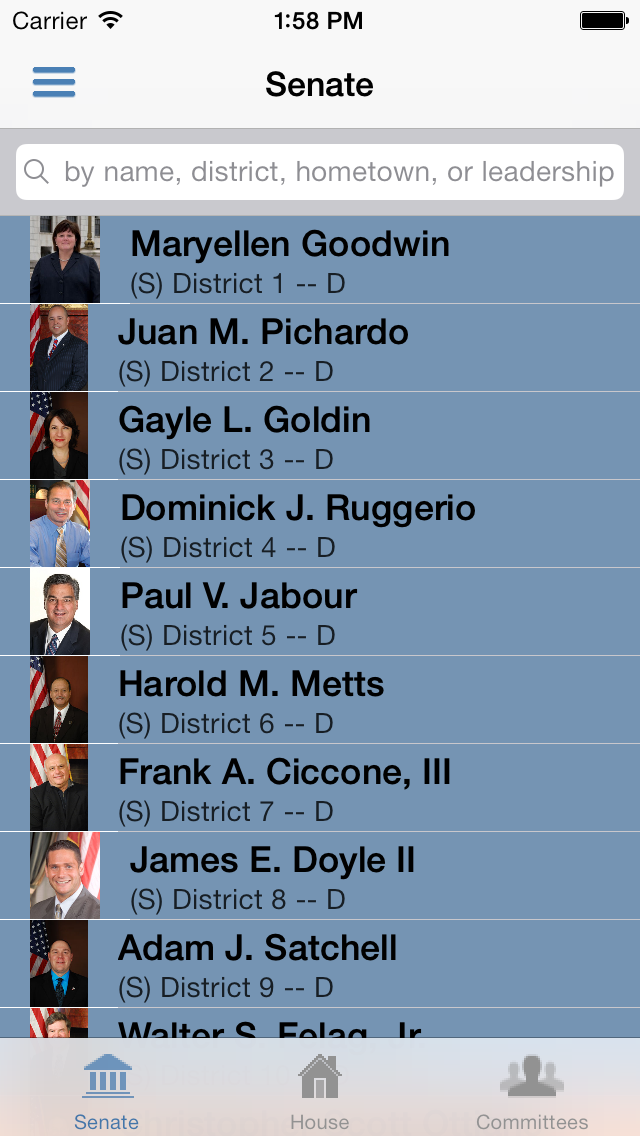 Carrier 1:58 PM
Senate
by name, district, hometown, or leadership
Maryellen Goodwin
(S) District 1 -- D
Juan M. Pichardo
(S) District 2 -- D
Gayle L. Goldin
(S) District 3 -- D
Dominick J. Ruggerio
(S) District 4 -- D
Paul V. Jabour
(S) District 5 -- D
Harold M. Metts
(S) District 6 -- D
Frank A. Ciccone, III
(S) District 7 -- D
James E. Doyle II
(S) District 8 -- D
Adam J. Satchell
(S) District 9 -- D
Walter S. Felag, Jr.
Senate House Committees